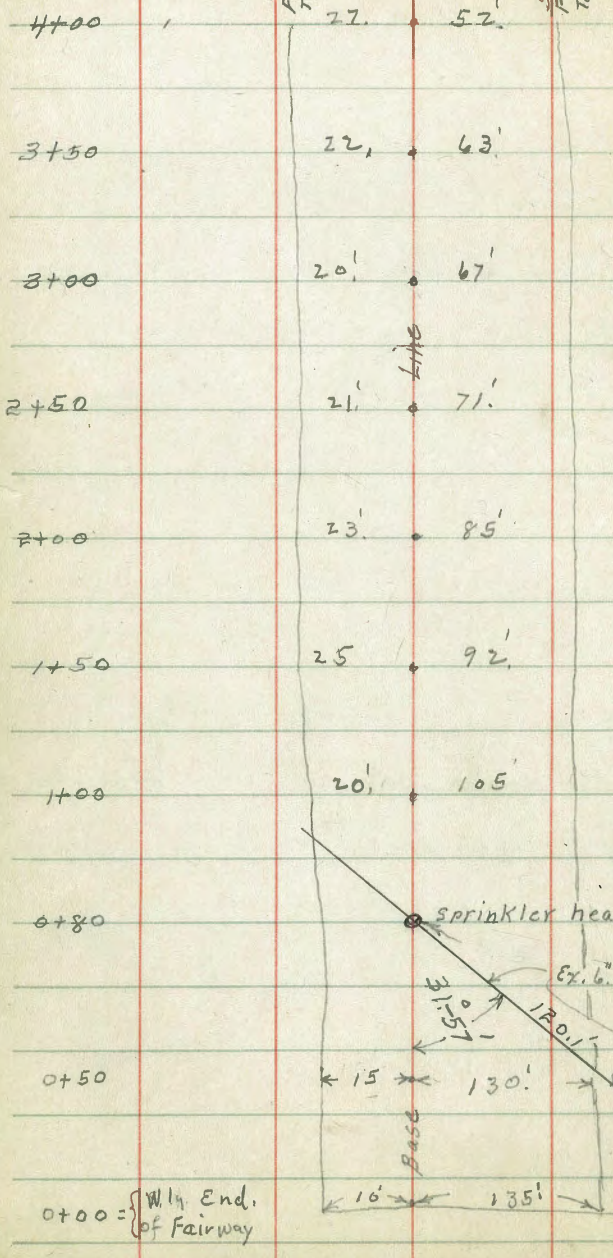 4+00 27. 52.
3+50 22. 63'
3+00 20.' 67'
Line
2+50 21.' 71.'
2+00 23.' 85'
1+50 25 92.'
1+00 20.' 105'
0+80 sprinkler hea
Ex. 6"
31°-57'
120.1'
0+50 15 130.'
Base
W'ly End.
0+00 = of Fairway 10' 135'